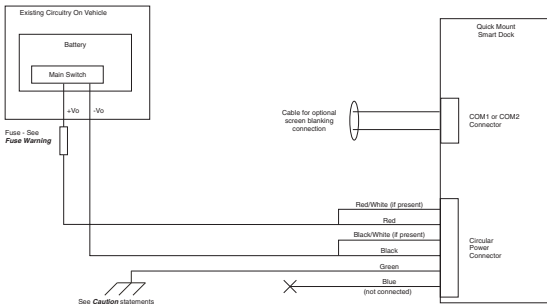 Existing Circuitry On Vehicle
Battery
Main Switch
+Vo
-Vo
Fuse - See
Fuse Warning
Quick Mount
Smart Dock
Cable for optional
screen blanking
connection
COM1 or COM2
Connector
Red/White (if present)
Red
Black/White (if present)
Black
Green
Blue
(not connected)
Circular
Power
Connector
See Caution statements